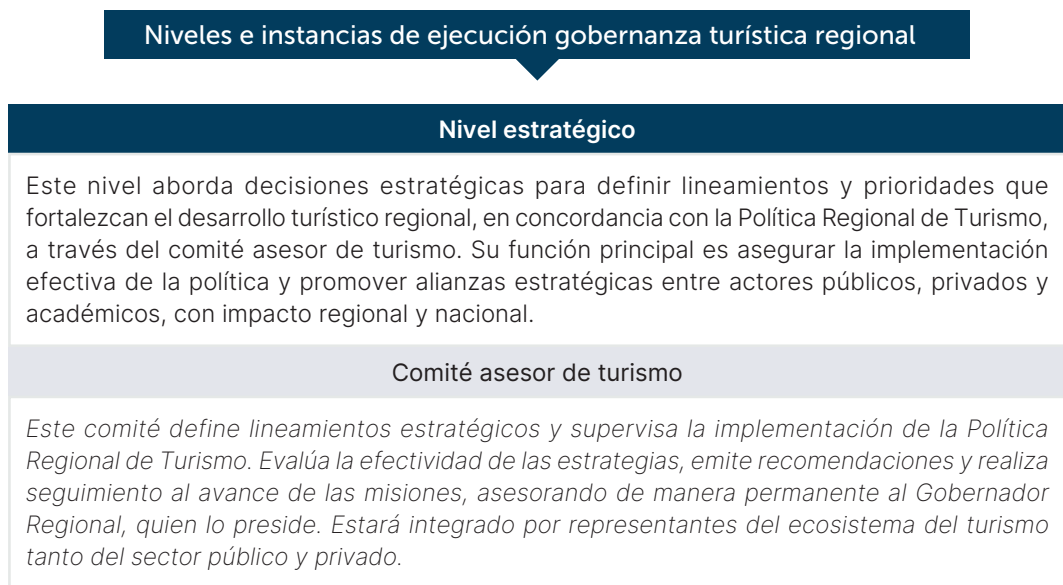 Niveles e instancias de ejecución gobernanza turística regional
Nivel estratégico
Este nivel aborda decisiones estratégicas para definir lineamientos y prioridades que
fortalezcan el desarrollo turístico regional, en concordancia con la Política Regional de Turismo,
a través del comité asesor de turismo. Su función principal es asegurar la implementación
efectiva de la política y promover alianzas estratégicas entre actores públicos, privados y
académicos, con impacto regional y nacional.
Comité asesor de turismo
Este comité define lineamientos estratégicos y supervisa la implementación de la Política
Regional de Turismo. Evalúa la efectividad de las estrategias, emite recomendaciones y realiza
seguimiento al avance de las misiones, asesorando de manera permanente al Gobernador
Regional, quien lo preside. Estará integrado por representantes del ecosistema del turismo
tanto del sector público y privado.